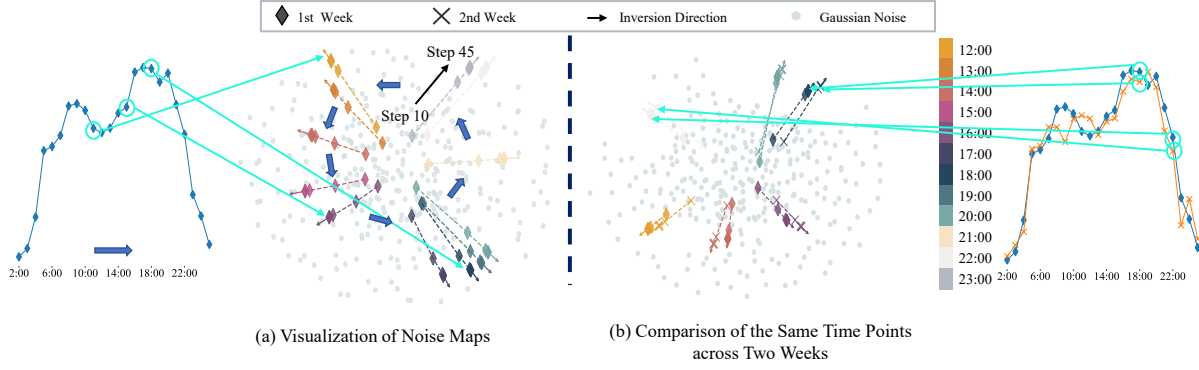 1st Week
2nd Week
Inversion Direction
Gaussian Noise
Step 45
Step 10
2:00
6:00
10:00
14:00
18:00
22:00
12:00
13:00
14:00
15:00
16:00
17:00
18:00
19:00
20:00
21:00
22:00
23:00
2:00
6:00
10:00
14:00
18:00
22:00
(a) Visualization of Noise Maps
(b) Comparison of the Same Time Points
across Two Weeks